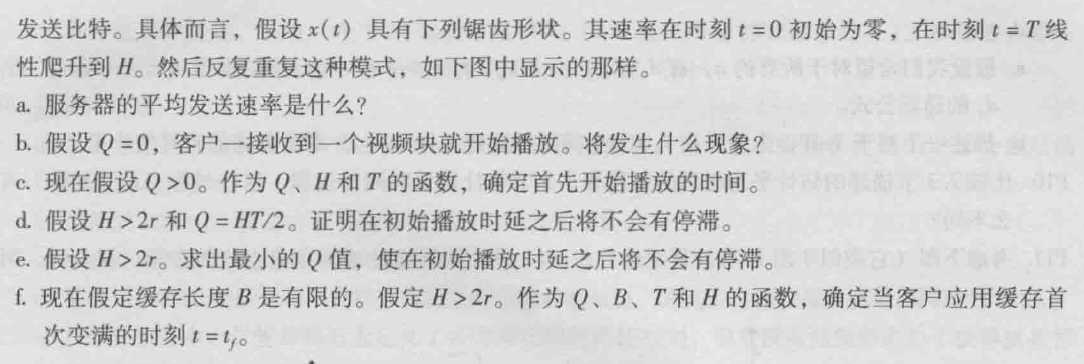 发送比特。具体而言，假设 x(t) 具有下列锯齿形状。其速率在时刻 t=0 初始为零，在时刻 t=T 线
性爬升到 H。然后反复重复这种模式，如下图中显示的那样。
a. 服务器的平均发送速率是什么？
b. 假设 Q=0，客户一接收到一个视频块就开始播放。将发生什么现象？
c. 现在假设 Q>0。作为 Q、H 和 T 的函数，确定首先开始播放的时间。
d. 假设 H>2r 和 Q=HT/2。证明在初始播放时延之后将不会有停滞。
e. 假设 H>2r。求出最小的 Q 值，使在初始播放时延之后将不会有停滞。
f. 现在假定缓存长度 B 是有限的。假定 H>2r。作为 Q、B、T 和 H 的函数，确定当客户应用缓存首
次变满的时刻 t=t_f。